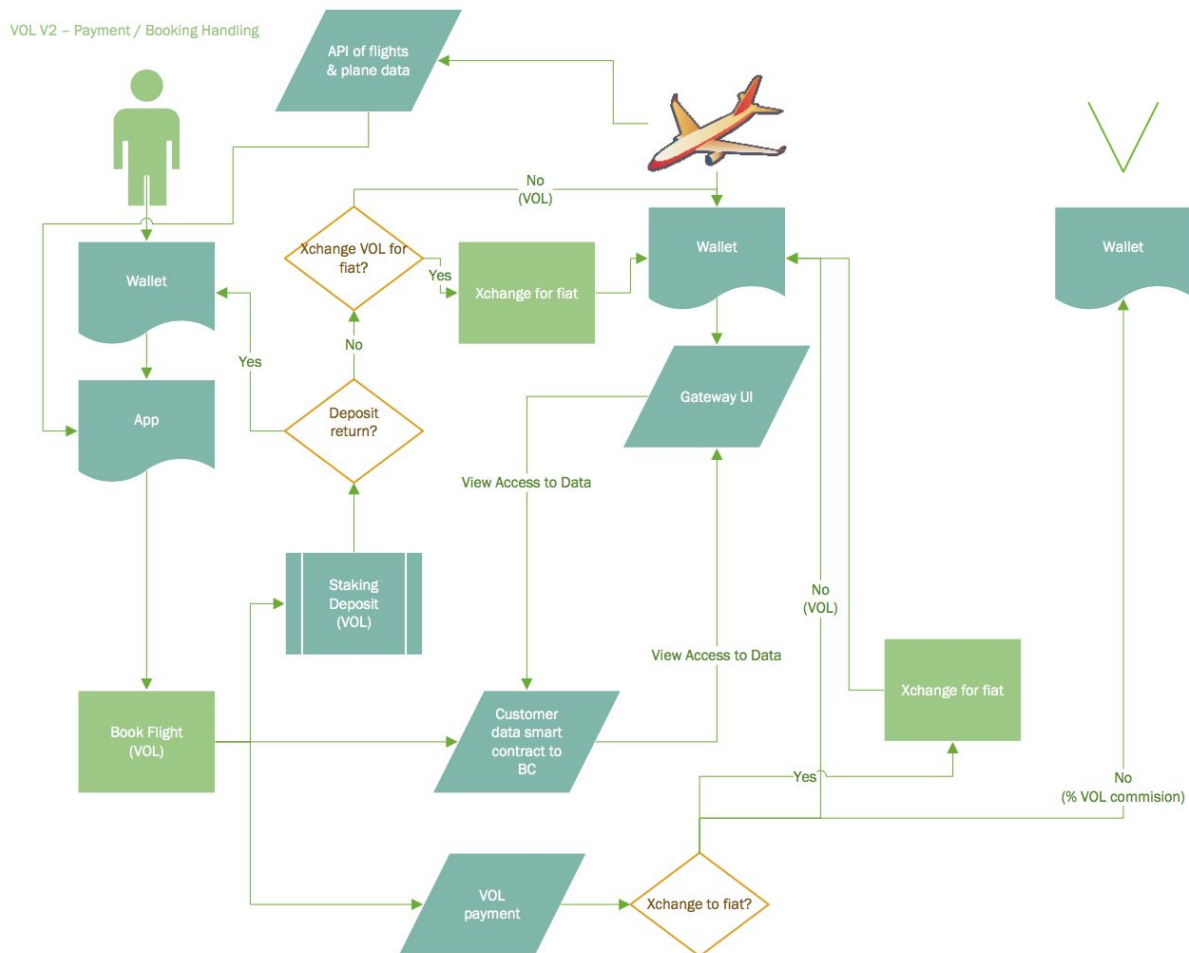 VOL V2 – Payment / Booking Handling
API of flights
& plane data
No
(VOL)
Xchange VOL for
fiat?
Yes
Xchange for fiat
Wallet
Wallet
Wallet
No
Yes
App
Deposit
return?
Gateway UI
View Access to Data
Staking
Deposit
(VOL)
No
(VOL)
View Access to Data
Xchange for fiat
Book Flight
(VOL)
Customer
data smart
contract to
BC
Yes
No
(% VOL commision)
VOL
payment
Xchange to fiat?